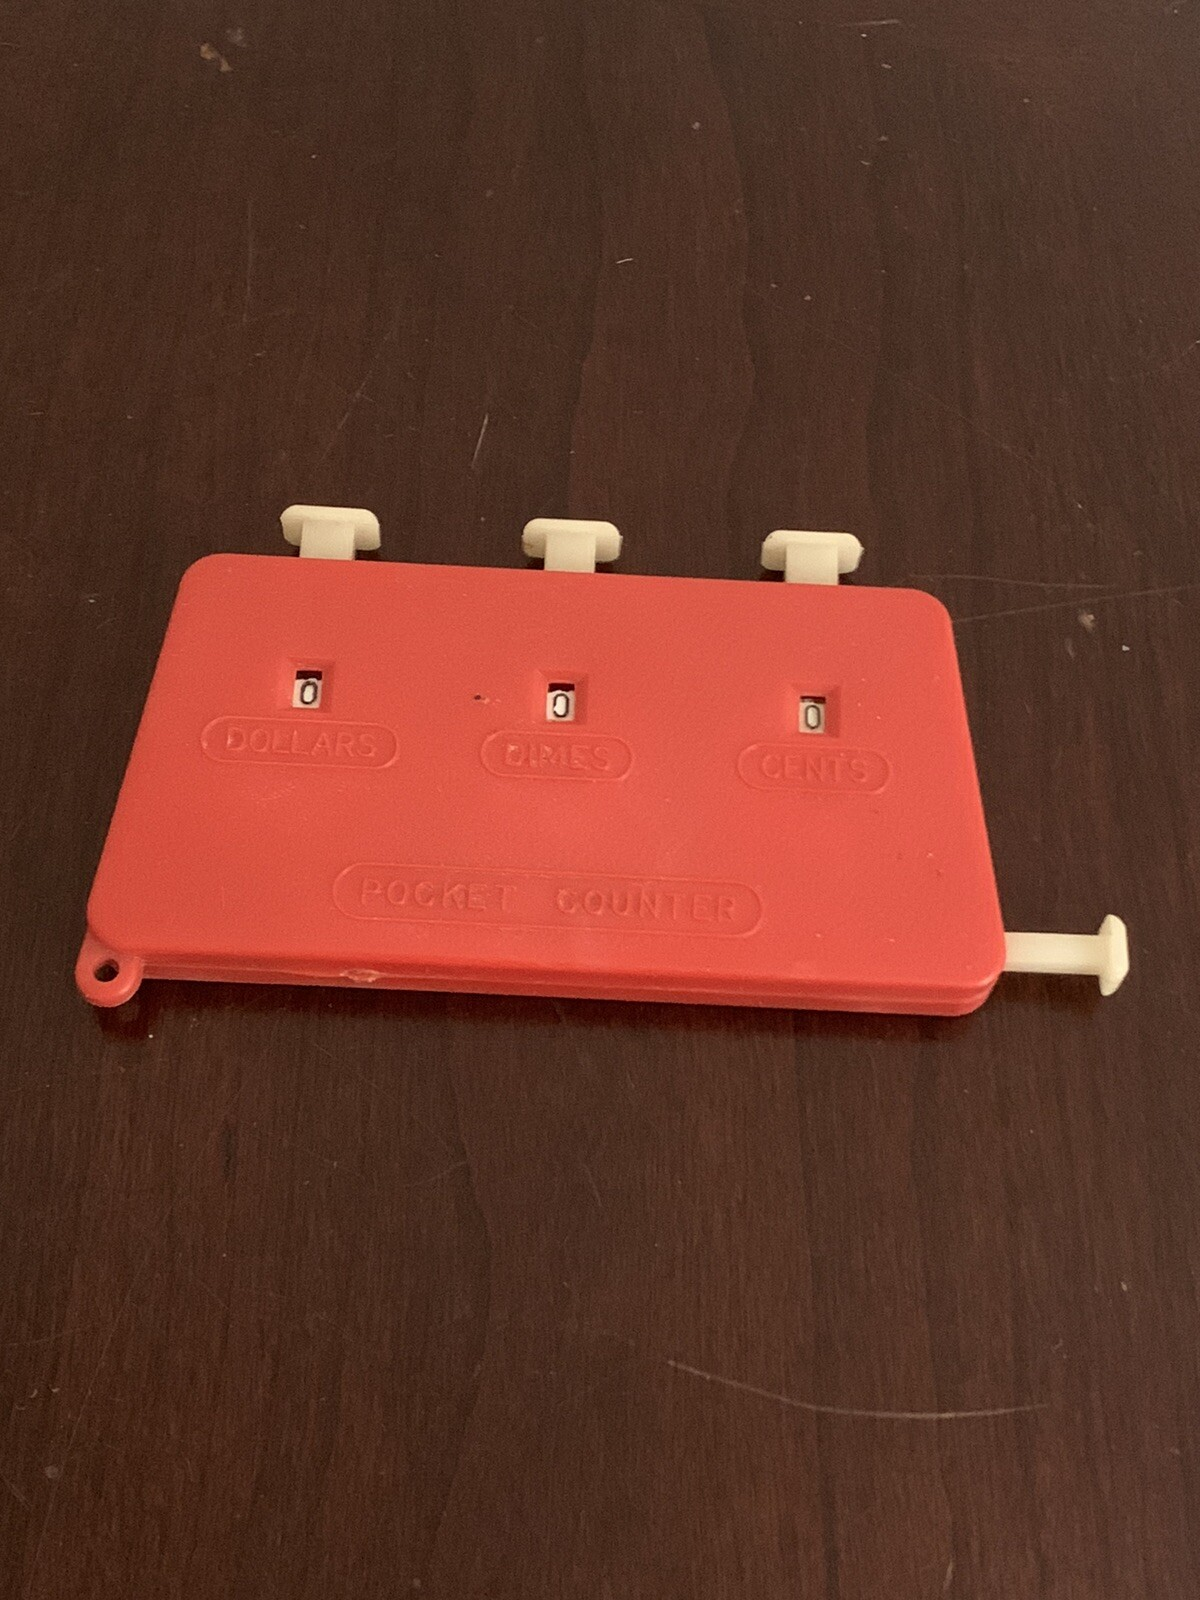 0 0 0
DOLLARS DIMES CENTS
POCKET COUNTER